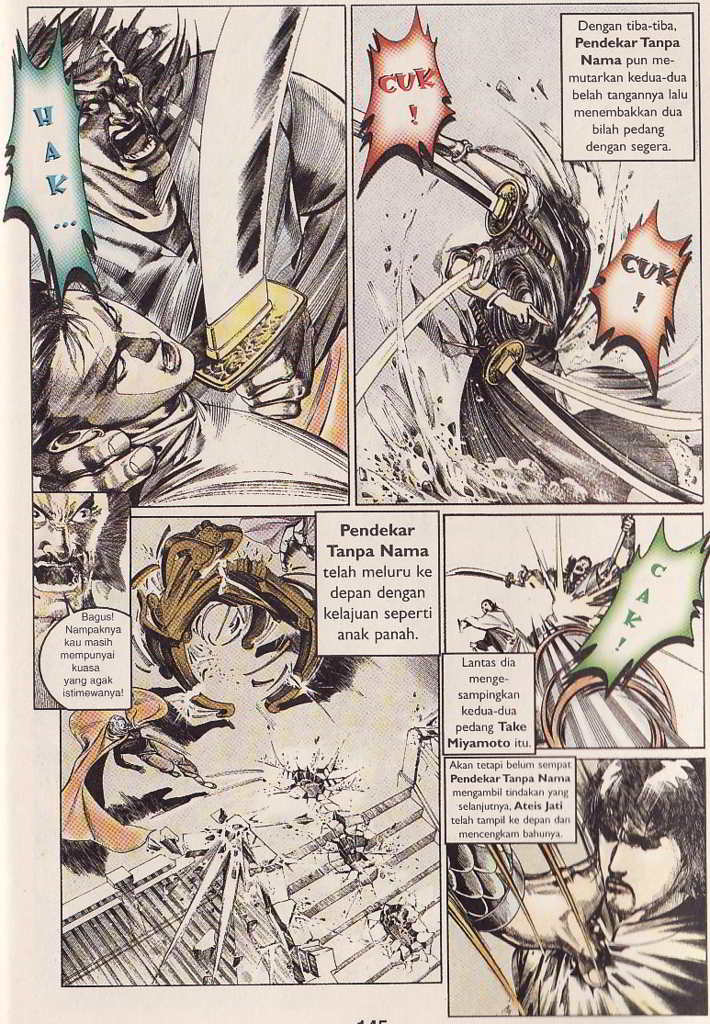 WAK...
CUK
!
Dengan tiba-tiba,
Pendekar Tanpa
Nama pun me-
mutarkan kedua-dua
belah tangannya lalu
menembakkan dua
bilah pedang
dengan segera.
CUK
!
Bagus!
Nampaknya
kau masih
mempunyai
kuasa
yang agak
istimewanya!
Pendekar
Tanpa Nama
telah meluru ke
depan dengan
kelajuan seperti
anak panah.
CAK!
Lantas dia
menge-
sampingkan
kedua-dua
pedang Take
Miyamoto itu.
Akan tetapi belum sempat
Pendekar Tanpa Nama
mengambil tindakan yang
selanjutnya, Ateis Jati
telah tampil ke depan dan
mencengkam bahunya.
145